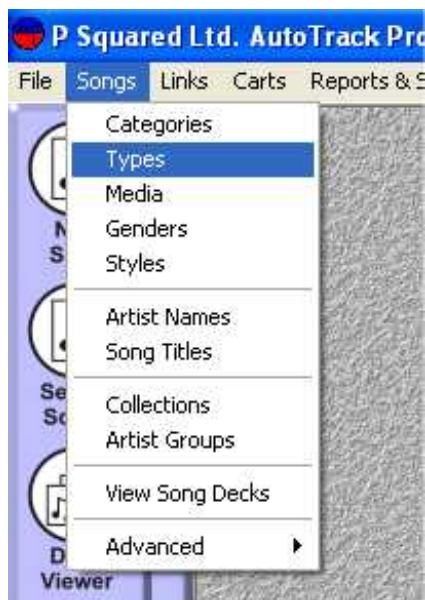 P Squared Ltd. AutoTrack Pro
File Songs Links Carts Reports &
Categories
Types
Media
Genders
Styles
Artist Names
Song Titles
Collections
Artist Groups
View Song Decks
Advanced
Viewer